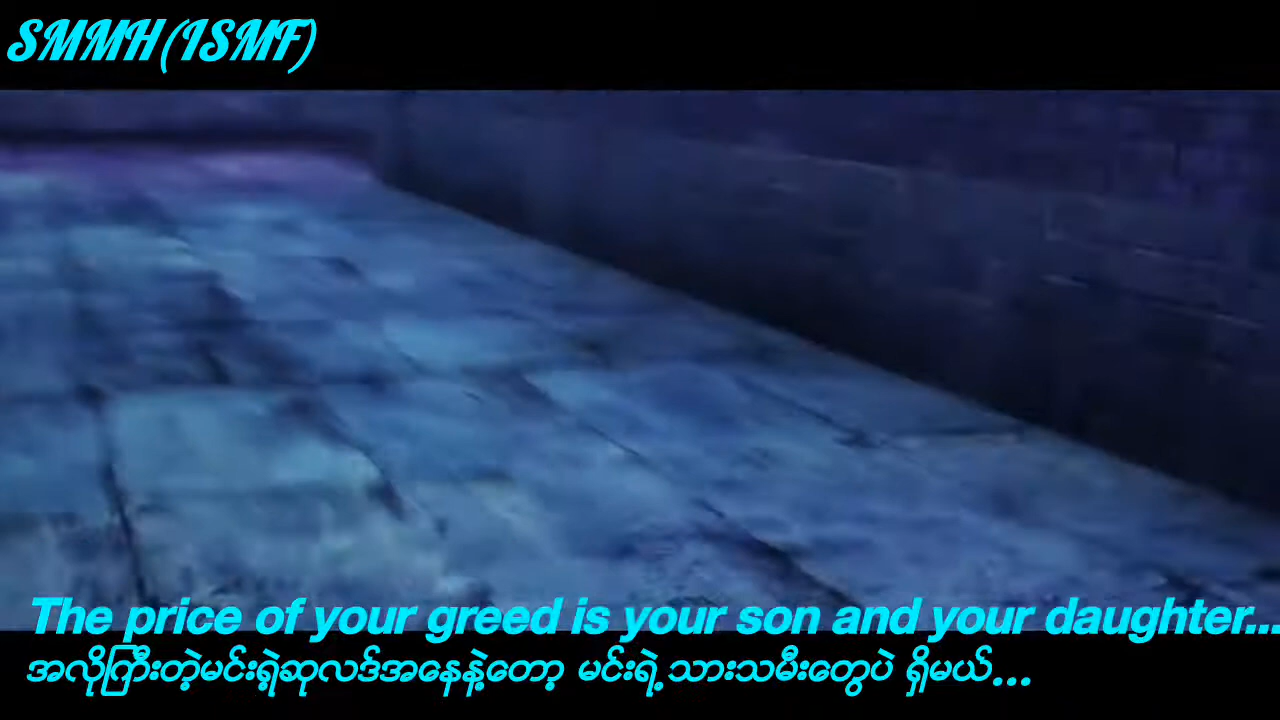 SMMH(ISMF)
The price of your greed is your son and your daughter...
အလိုကြီးတဲ့မင်းရဲ့ဆုလဒ်အနေနဲ့တော့ မင်းရဲ့သားသမီးတွေပဲ ရှိမယ်...